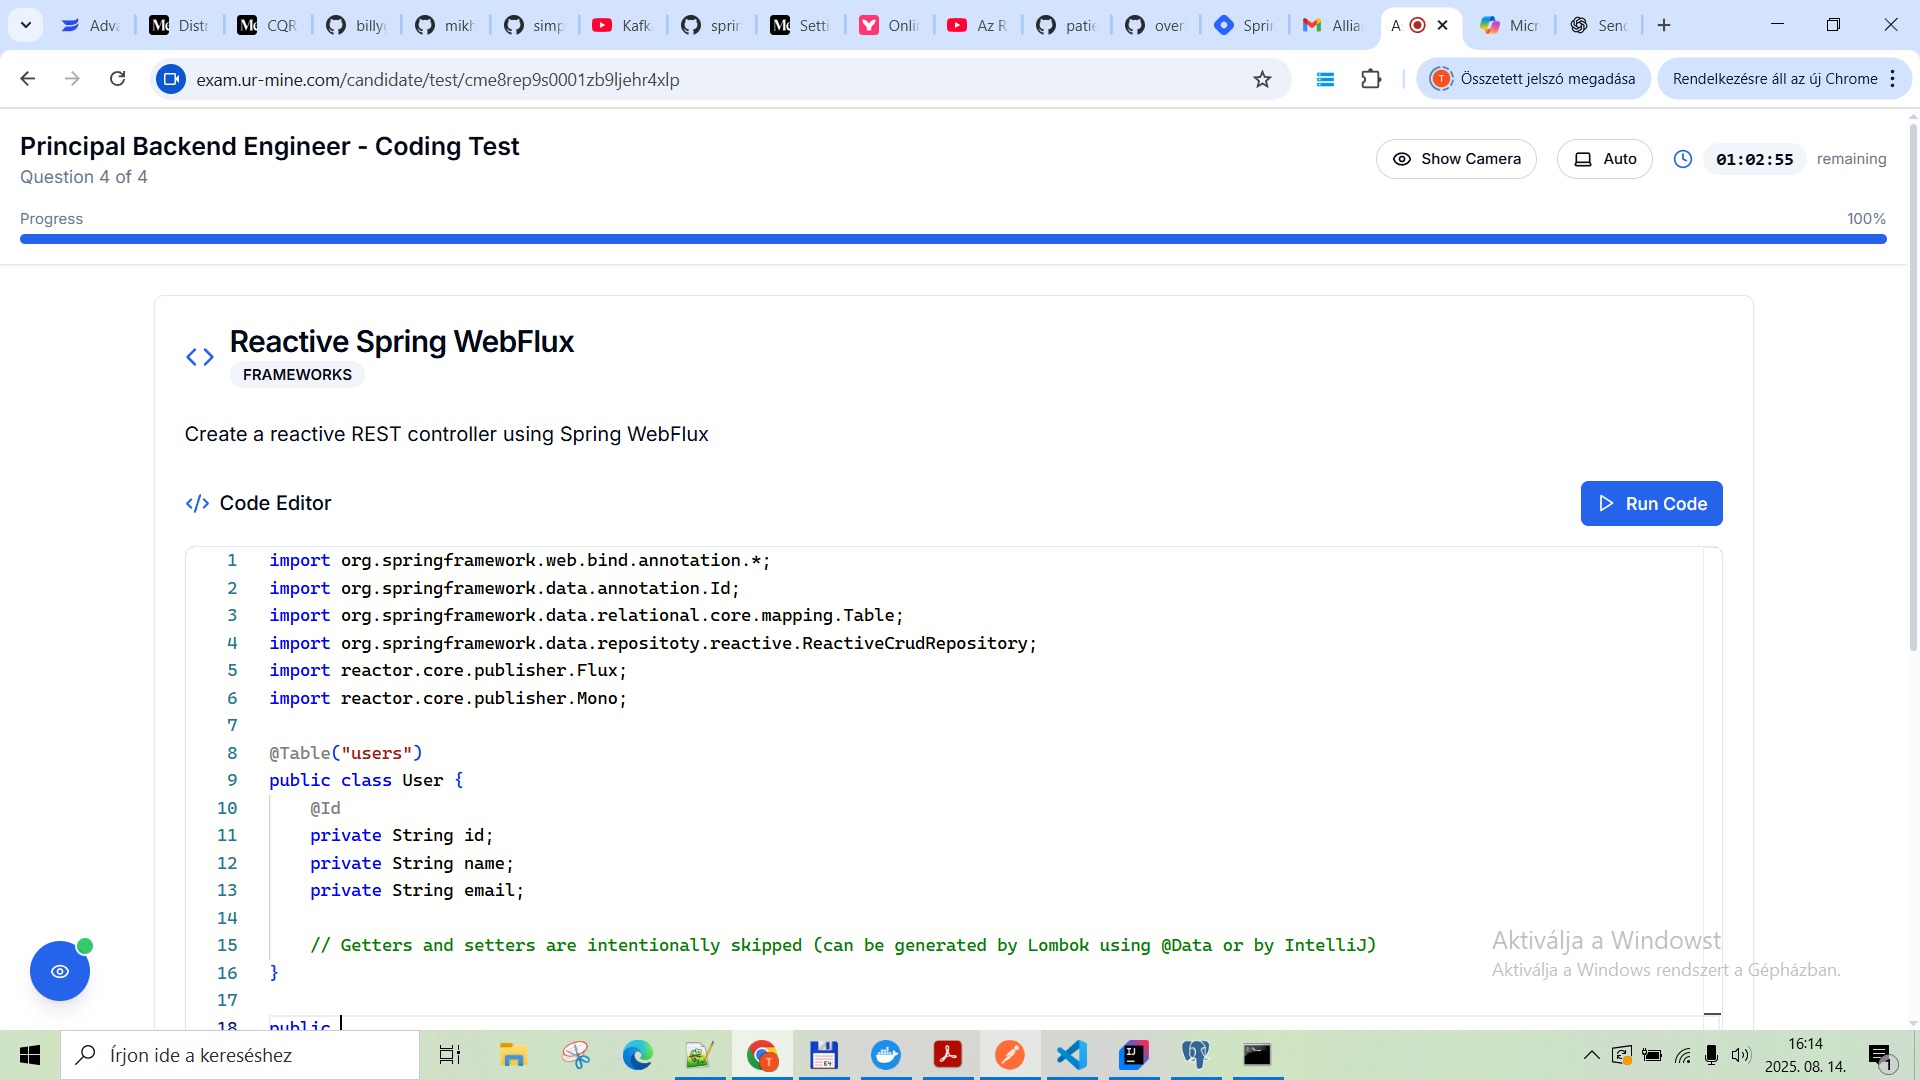 Adva
Distr
CQR
billyg
mikh
simp
Kafk
sprin
Setti
Onlin
Az R
patie
over
Sprin
Allia
A
Micr
Send
exam.ur-mine.com/candidate/test/cme8rep9s0001zb9ljehr4xlp
Összetett jelszó megadása
Rendelkezésre áll az új Chrome
Principal Backend Engineer - Coding Test
Question 4 of 4
Show Camera
Auto
01:02:55
remaining
Progress
100%
Reactive Spring WebFlux
FRAMEWORKS
Create a reactive REST controller using Spring WebFlux
Code Editor
Run Code
1 import org.springframework.web.bind.annotation.*;
2 import org.springframework.data.annotation.Id;
3 import org.springframework.data.relational.core.mapping.Table;
4 import org.springframework.data.repositoty.reactive.ReactiveCrudRepository;
5 import reactor.core.publisher.Flux;
6 import reactor.core.publisher.Mono;
7
8 @Table("users")
9 public class User {
10 @Id
11 private String id;
12 private String name;
13 private String email;
14
15 // Getters and setters are intentionally skipped (can be generated by Lombok using @Data or by IntelliJ)
16 }
17
18 public
Aktiválja a Windowst
Aktiválja a Windows rendszert a Gépházban.
Írjon ide a kereséshez
16:14
2025. 08. 14.
1